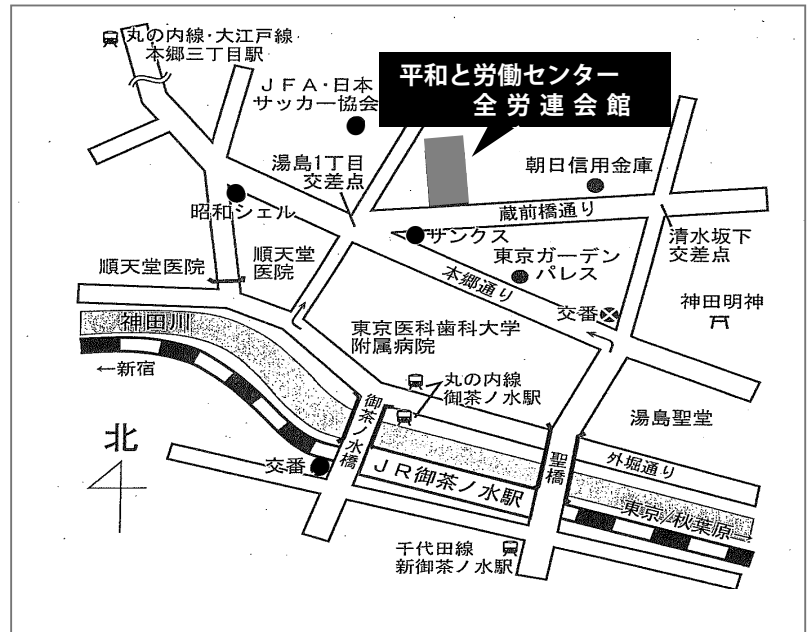 丸の内線・大江戸線
本郷三丁目駅
ＪＦＡ・日本
サッカー協会
平和と労働センター
全労連会館
湯島1丁目
交差点
朝日信用金庫
昭和シェル
蔵前橋通り
サンクス
清水坂下
交差点
順天堂医院
順天堂
医院
東京ガーデン
パレス
本郷通り
交番
神田明神
神田川
東京医科歯科大学
附属病院
←新宿
丸の内線
御茶ノ水駅
御茶ノ水橋
湯島聖堂
北
交番
ＪＲ御茶ノ水駅
聖橋
外堀通り
東京/秋葉原→
千代田線
新御茶ノ水駅